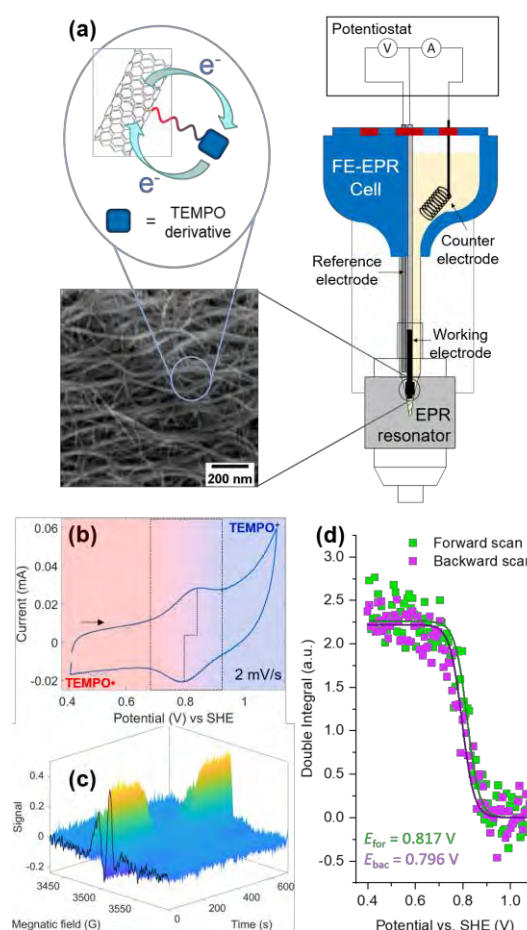 (a)
e-
e-
= TEMPO
derivative
200 nm
Potentiostat
V
A
FE-EPR
Cell
Counter
electrode
Reference
electrode
Working
electrode
EPR
resonator
(b)
TEMPO+
0.06
0.04
0.02
0
-0.02
Current (mA)
TEMPO•
2 mV/s
0.4 0.6 0.8 1
Potential (V) vs SHE
(c)
0.4
0.2
0
-0.2
Signal
3450
3500
3550
Megnatic field (G)
0
200
400
600
Time (s)
(d)
Forward scan
Backward scan
3.0
2.5
2.0
1.5
1.0
0.5
0.0
-0.5
Double Integral (a.u.)
Efor = 0.817 V
Ebac = 0.796 V
0.4 0.6 0.8 1.0
Potential vs. SHE (V)